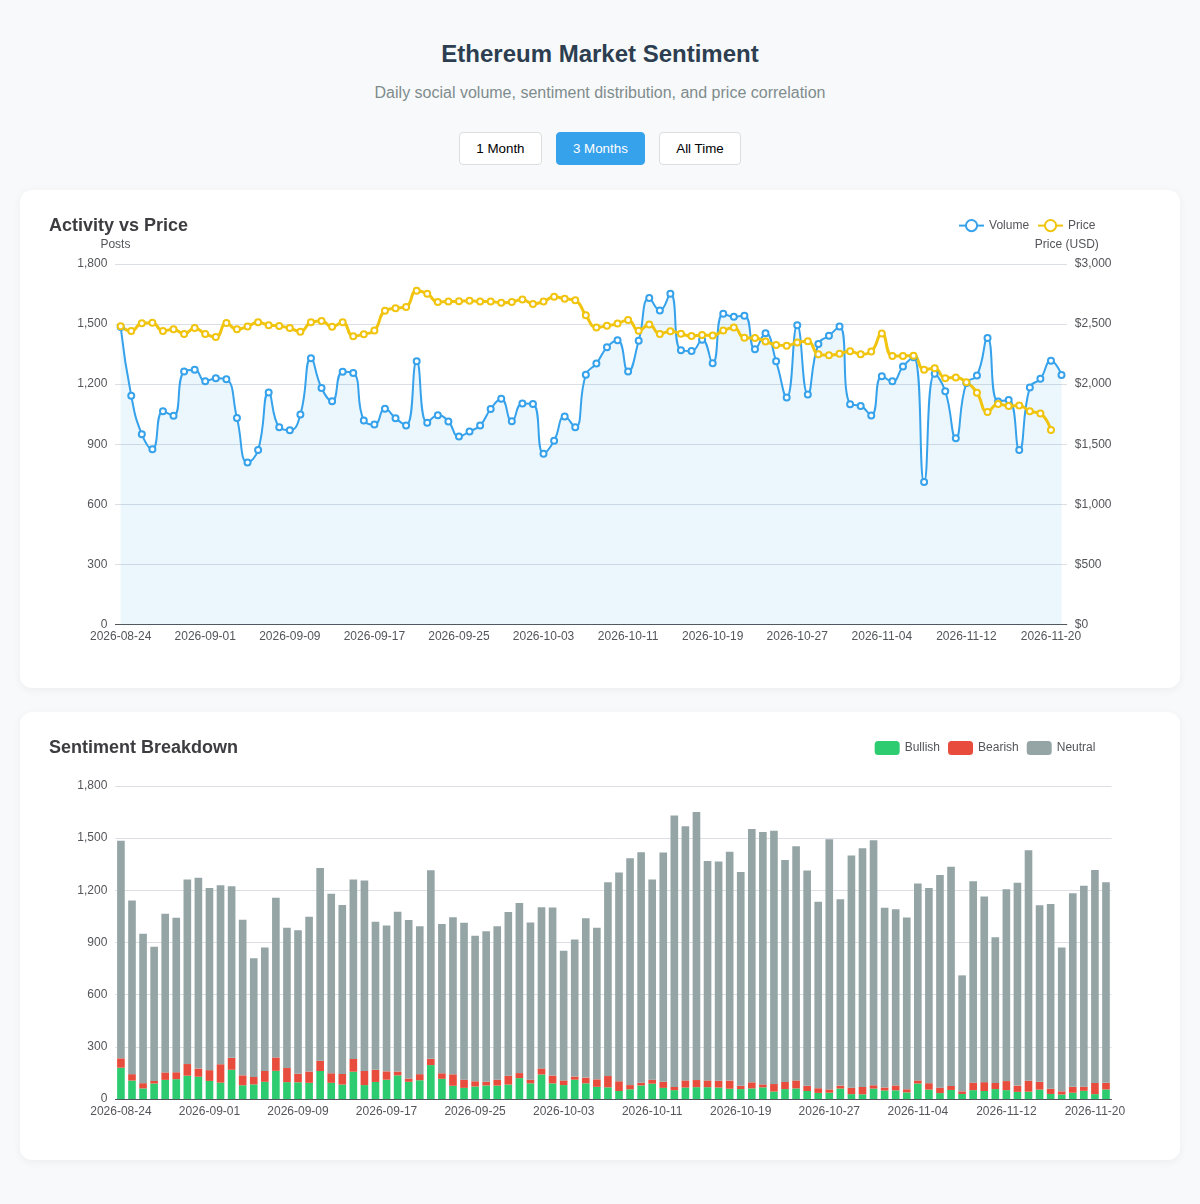 Ethereum Market Sentiment
Daily social volume, sentiment distribution, and price correlation
1 Month 3 Months All Time
Activity vs Price
Volume Price
Posts Price (USD)
1,800 $3,000
1,500 $2,500
1,200 $2,000
900 $1,500
600 $1,000
300 $500
0 $0
2026-08-24 2026-09-01 2026-09-09 2026-09-17 2026-09-25 2026-10-03 2026-10-11 2026-10-19 2026-10-27 2026-11-04 2026-11-12 2026-11-20
Sentiment Breakdown
Bullish Bearish Neutral
1,800
1,500
1,200
900
600
300
0
2026-08-24 2026-09-01 2026-09-09 2026-09-17 2026-09-25 2026-10-03 2026-10-11 2026-10-19 2026-10-27 2026-11-04 2026-11-12 2026-11-20